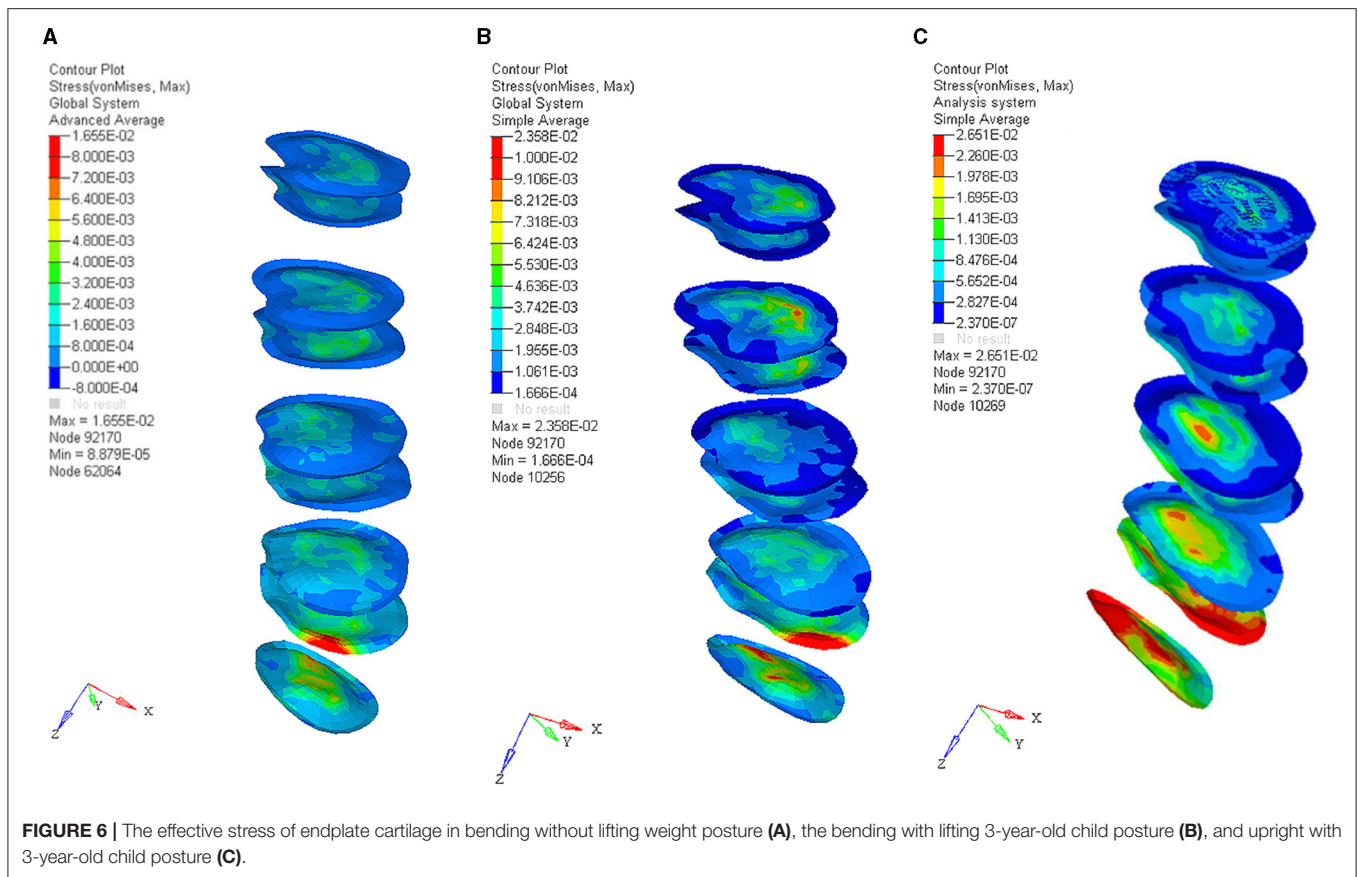 A
Contour Plot
Stress(vonMises, Max)
Global System
Advanced Average
1.655E-02
8.000E-03
7.200E-03
6.400E-03
5.600E-03
4.800E-03
4.000E-03
3.200E-03
2.400E-03
1.600E-03
8.000E-04
0.000E+00
-8.000E-04
No result
Max = 1.655E-02
Node 92170
Min = 8.879E-05
Node 62064
Y
X
Z
B
Contour Plot
Stress(vonMises, Max)
Global System
Simple Average
2.358E-02
1.000E-02
9.106E-03
8.212E-03
7.318E-03
6.424E-03
5.530E-03
4.636E-03
3.742E-03
2.848E-03
1.955E-03
1.061E-03
1.666E-04
No result
Max = 2.358E-02
Node 92170
Min = 1.666E-04
Node 10256
X
Y
Z
C
Contour Plot
Stress(vonMises, Max)
Analysis system
Simple Average
2.651E-02
2.260E-03
1.978E-03
1.695E-03
1.413E-03
1.130E-03
8.476E-04
5.652E-04
2.827E-04
2.370E-07
No result
Max = 2.651E-02
Node 92170
Min = 2.370E-07
Node 10269
X
Y
Z
FIGURE 6 | The effective stress of endplate cartilage in bending without lifting weight posture (A), the bending with lifting 3-year-old child posture (B), and upright with
3-year-old child posture (C).